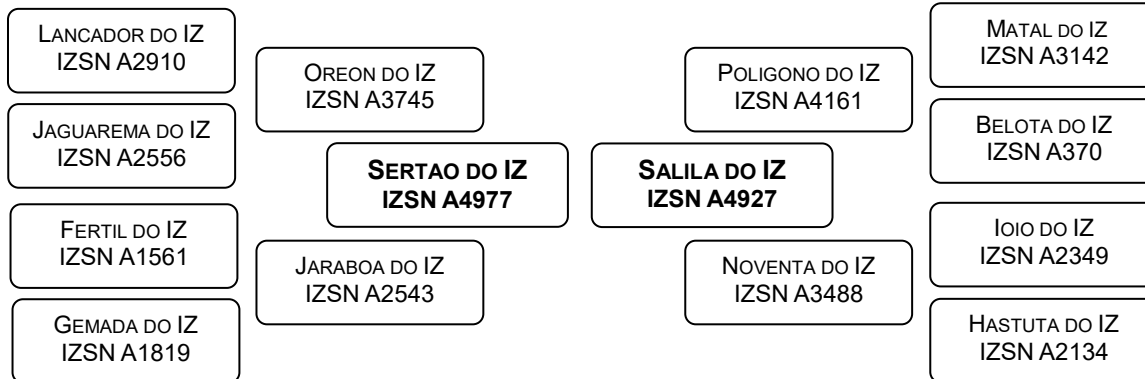 LANCADOR DO IZ
IZSN A2910
JAGUAREMA DO IZ
IZSN A2556
FERTIL DO IZ
IZSN A1561
GEMADA DO IZ
IZSN A1819
OREON DO IZ
IZSN A3745
JARABOA DO IZ
IZSN A2543
SERTAO DO IZ
IZSN A4977
SALILA DO IZ
IZSN A4927
POLIGONO DO IZ
IZSN A4161
NOVENTA DO IZ
IZSN A3488
MATAL DO IZ
IZSN A3142
BELOTA DO IZ
IZSN A370
IOIO DO IZ
IZSN A2349
HASTUTA DO IZ
IZSN A2134